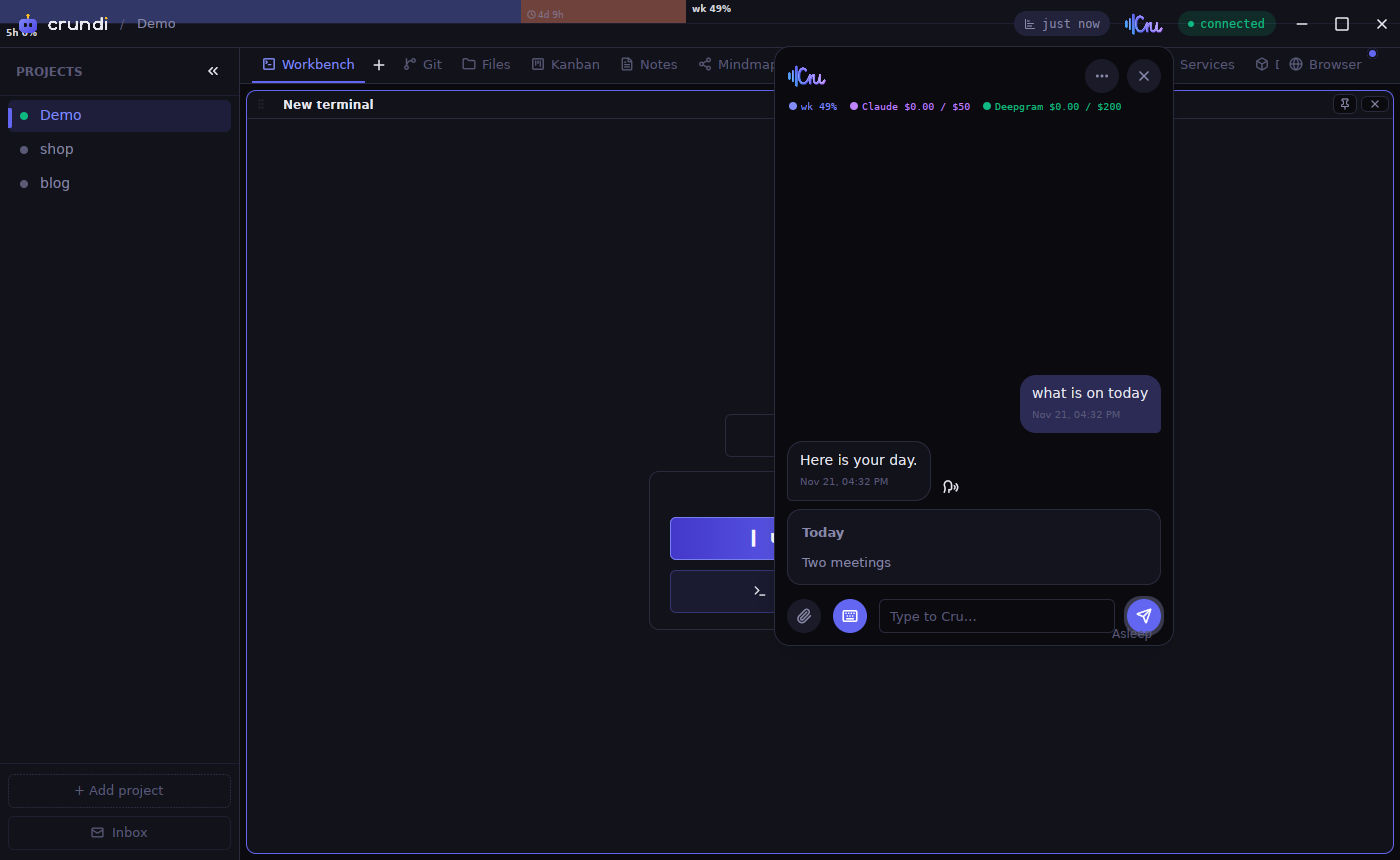 4d 9h
wk 49%
5h 0%
crundi / Demo
just now
Cru
connected
PROJECTS
Demo
shop
blog
+ Add project
Inbox
Workbench
+
Git
Files
Kanban
Notes
Mindmap
Services
Browser
New terminal
Cru
wk 49%
Claude $0.00 / $50
Deepgram $0.00 / $200
what is on today
Nov 21, 04:32 PM
Here is your day.
Nov 21, 04:32 PM
Today
Two meetings
Type to Cru...
Asleep